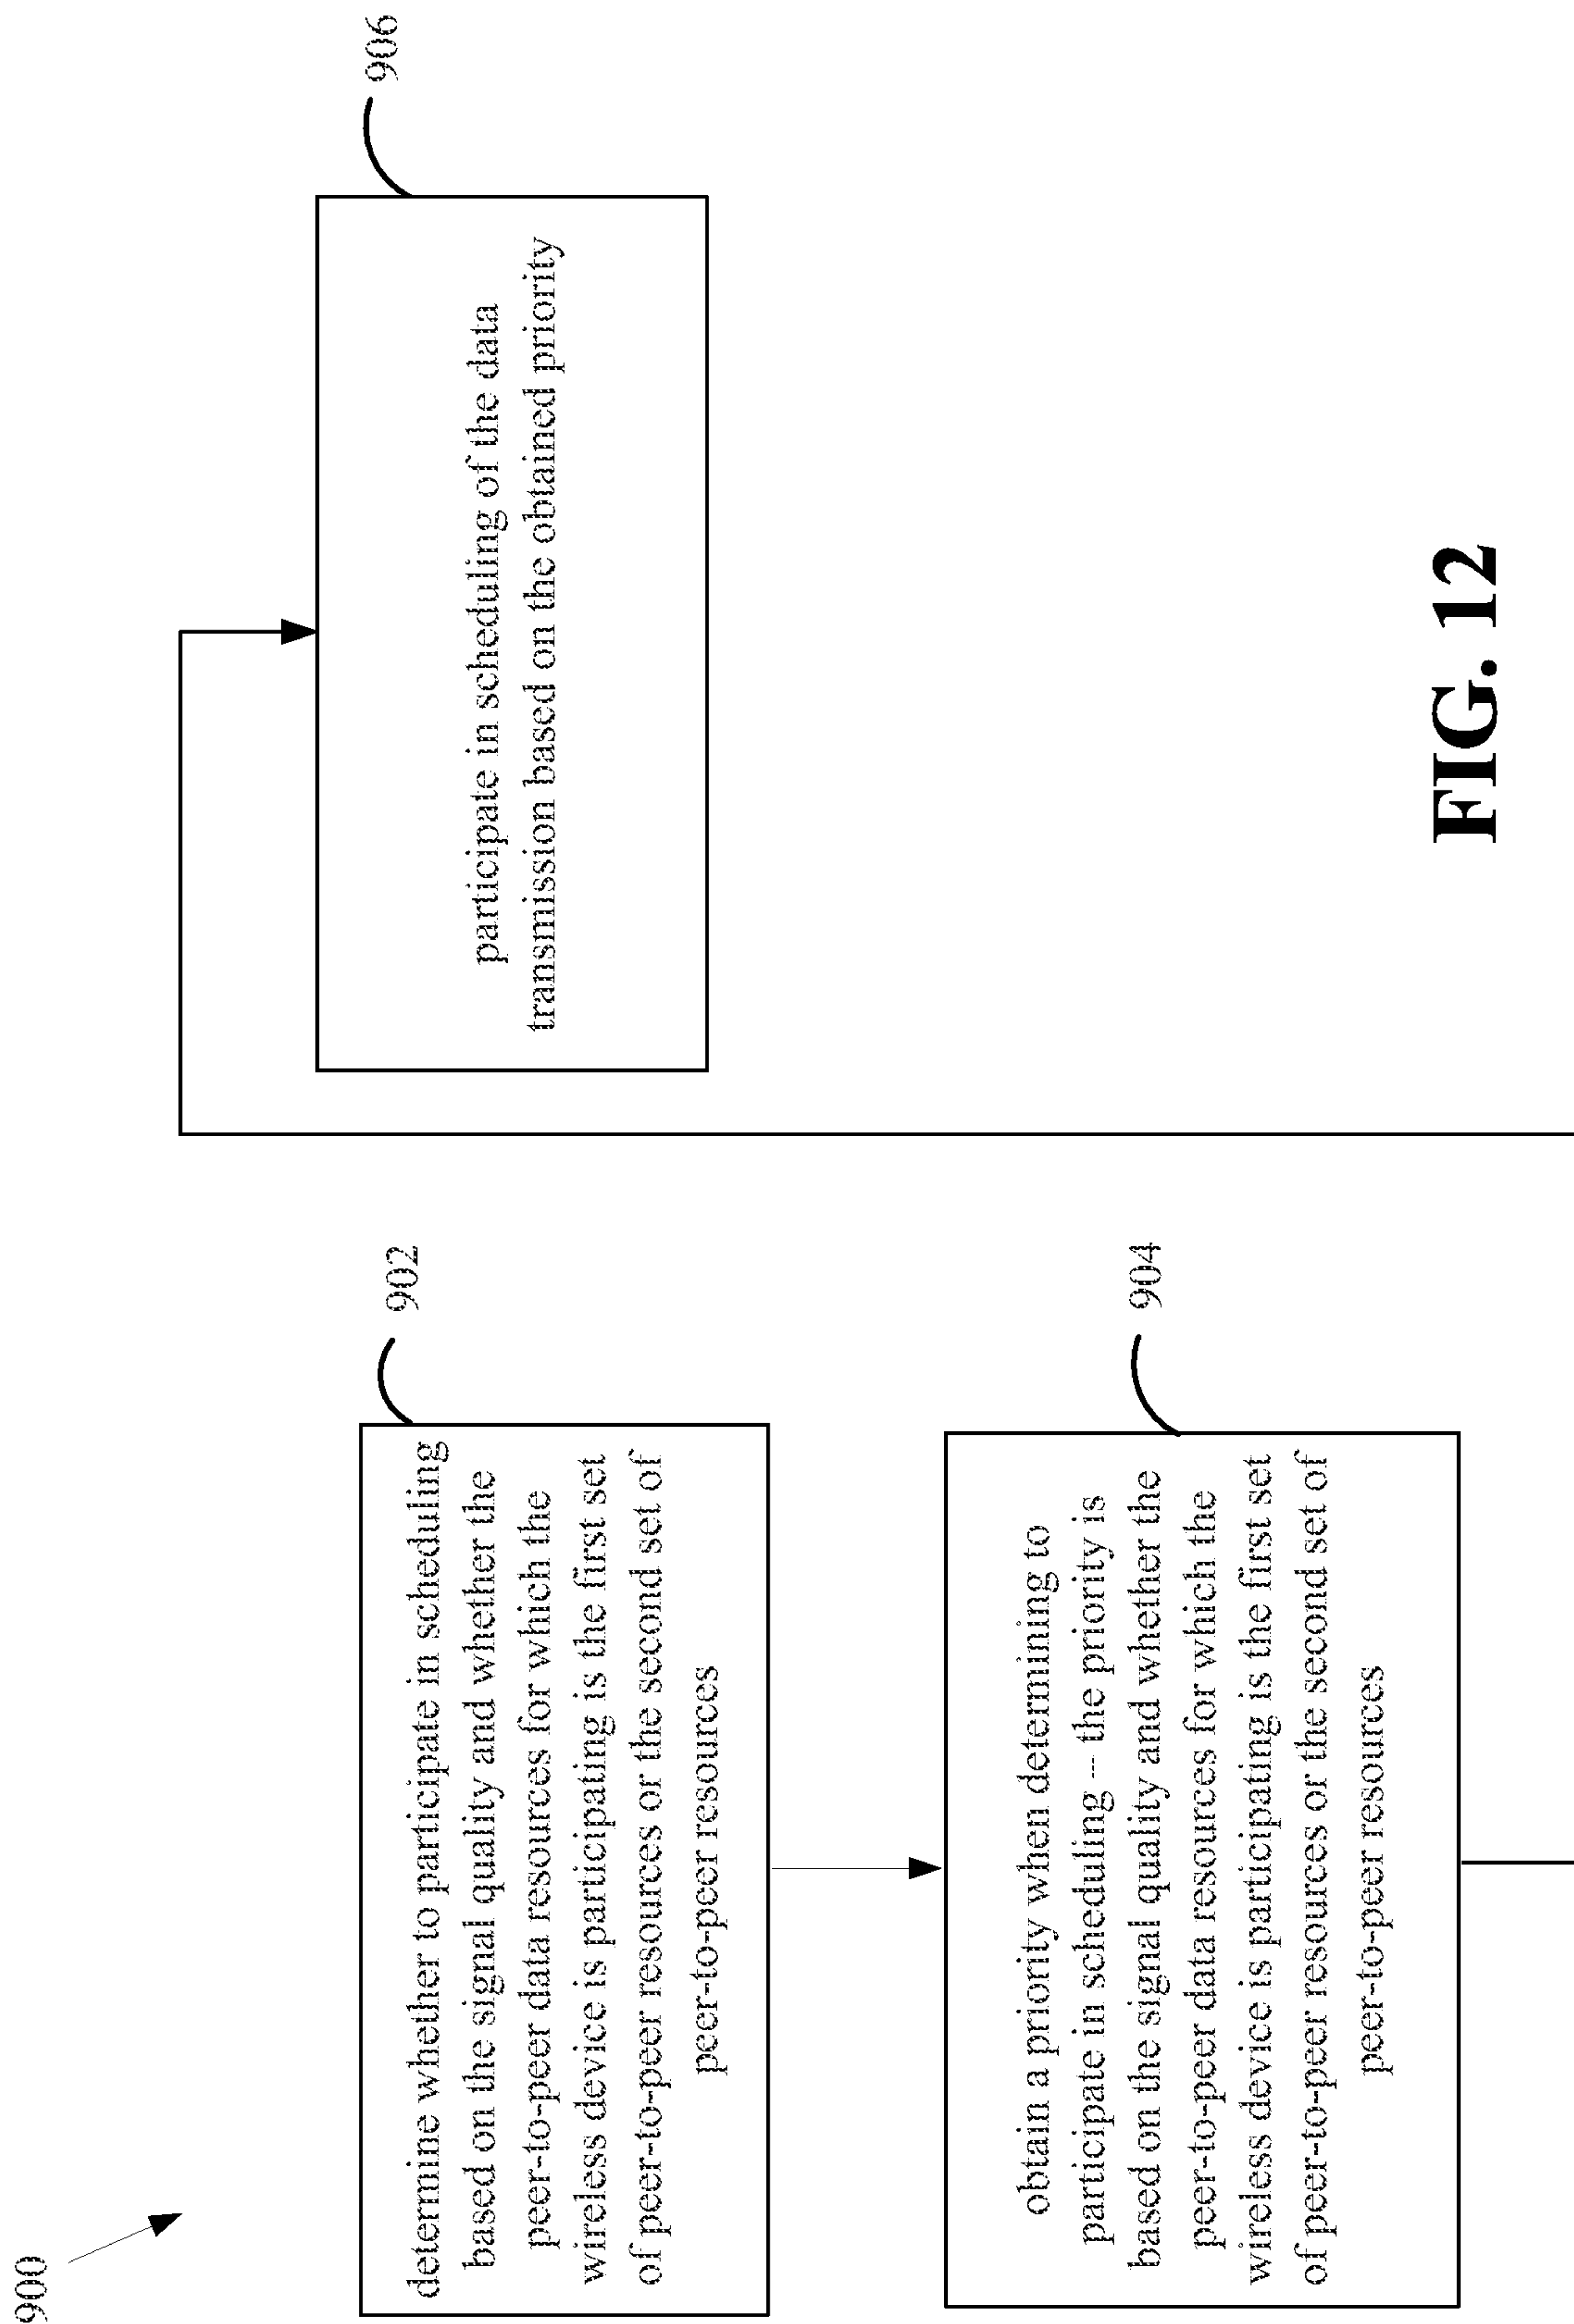 900
902
determine whether to participate in scheduling
based on the signal quality and whether the
peer-to-peer data resources for which the
wireless device is participating is the first set
of peer-to-peer resources or the second set of
peer-to-peer resources
904
obtain a priority when determining to
participate in scheduling -- the priority is
based on the signal quality and whether the
peer-to-peer data resources for which the
wireless device is participating is the first set
of peer-to-peer resources or the second set of
peer-to-peer resources
906
participate in scheduling of the data
transmission based on the obtained priority
FIG. 12